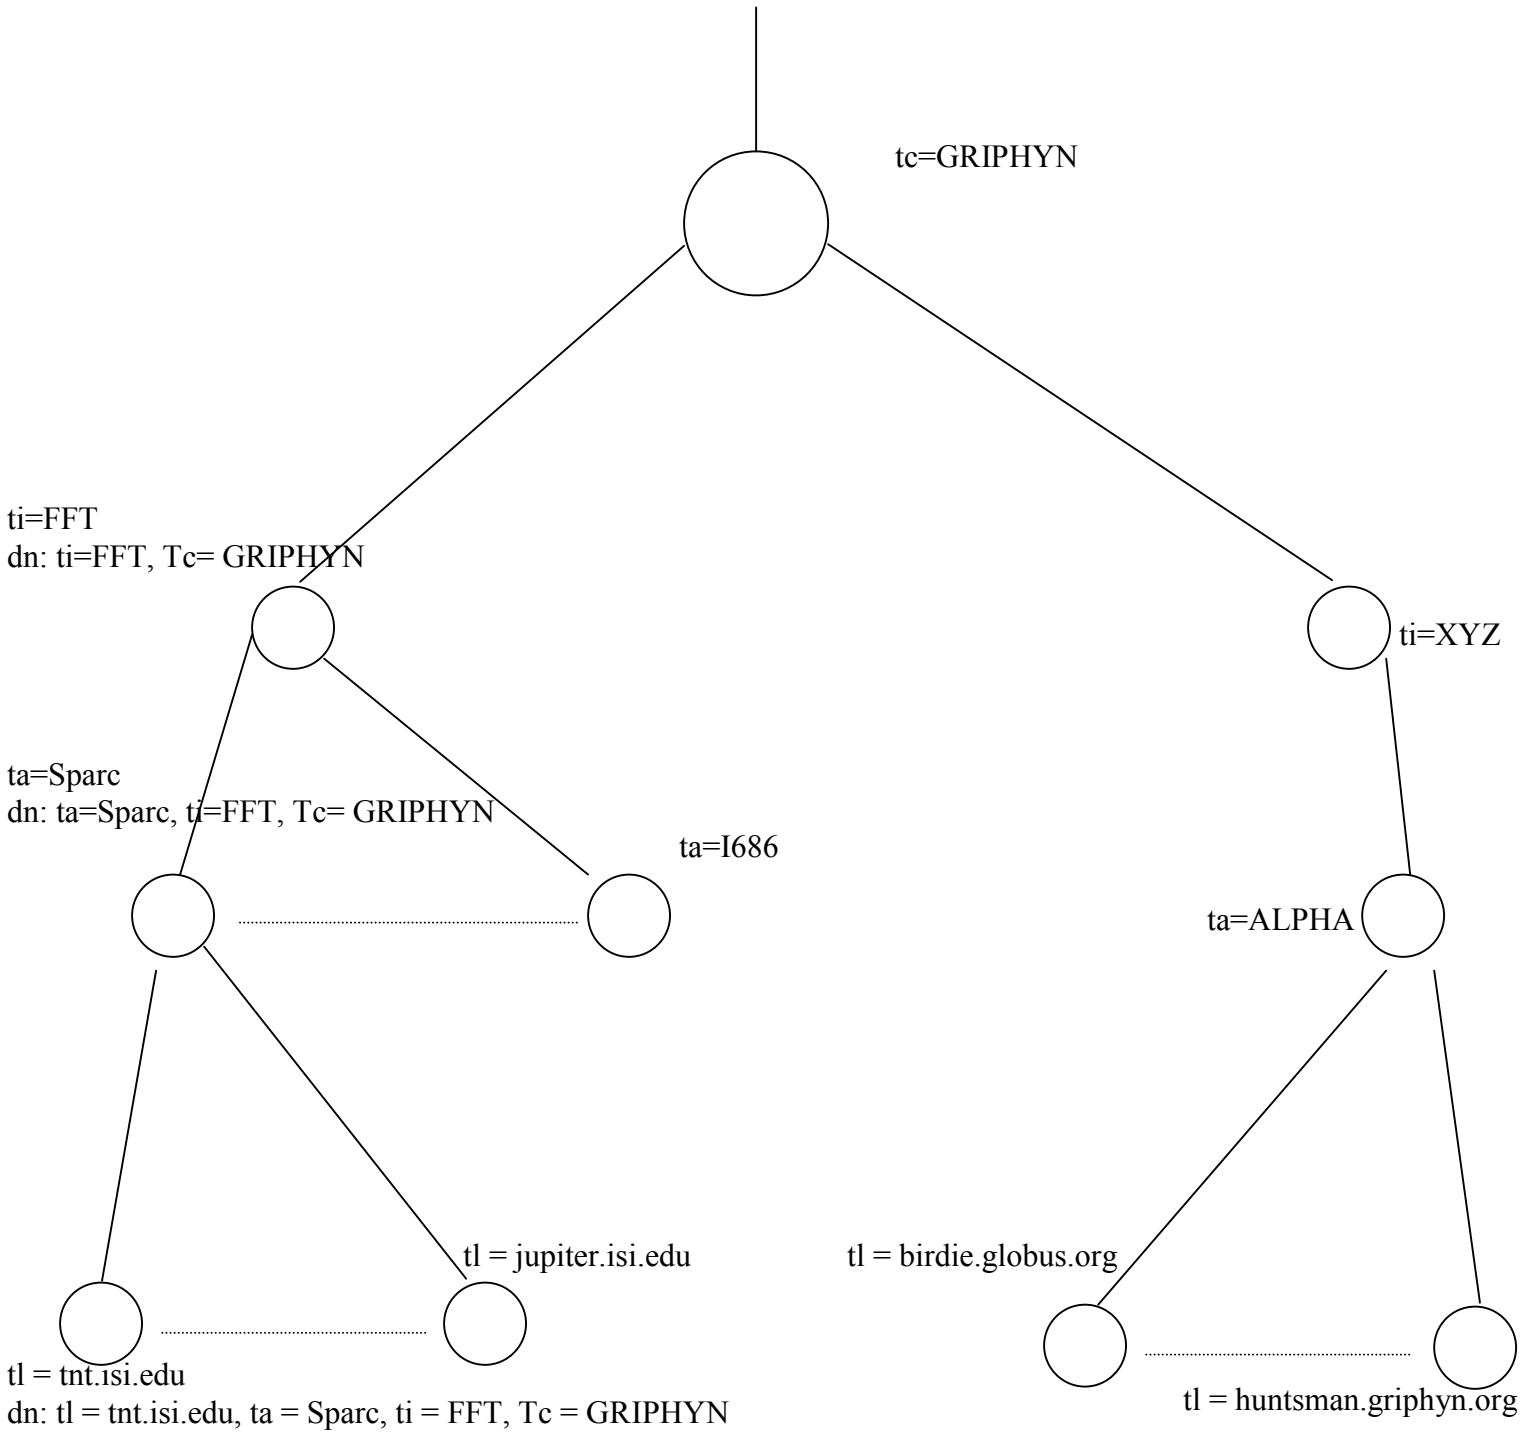 tc=GRIPHYN
ti=FFT
dn: ti=FFT, Tc= GRIPHYN
ti=XYZ
ta=Sparc
dn: ta=Sparc, ti=FFT, Tc= GRIPHYN
ta=I686
ta=ALPHA
tl = jupiter.isi.edu
tl = birdie.globus.org
tl = tnt.isi.edu
dn: tl = tnt.isi.edu, ta = Sparc, ti = FFT, Tc = GRIPHYN
tl = huntsman.griphyn.org